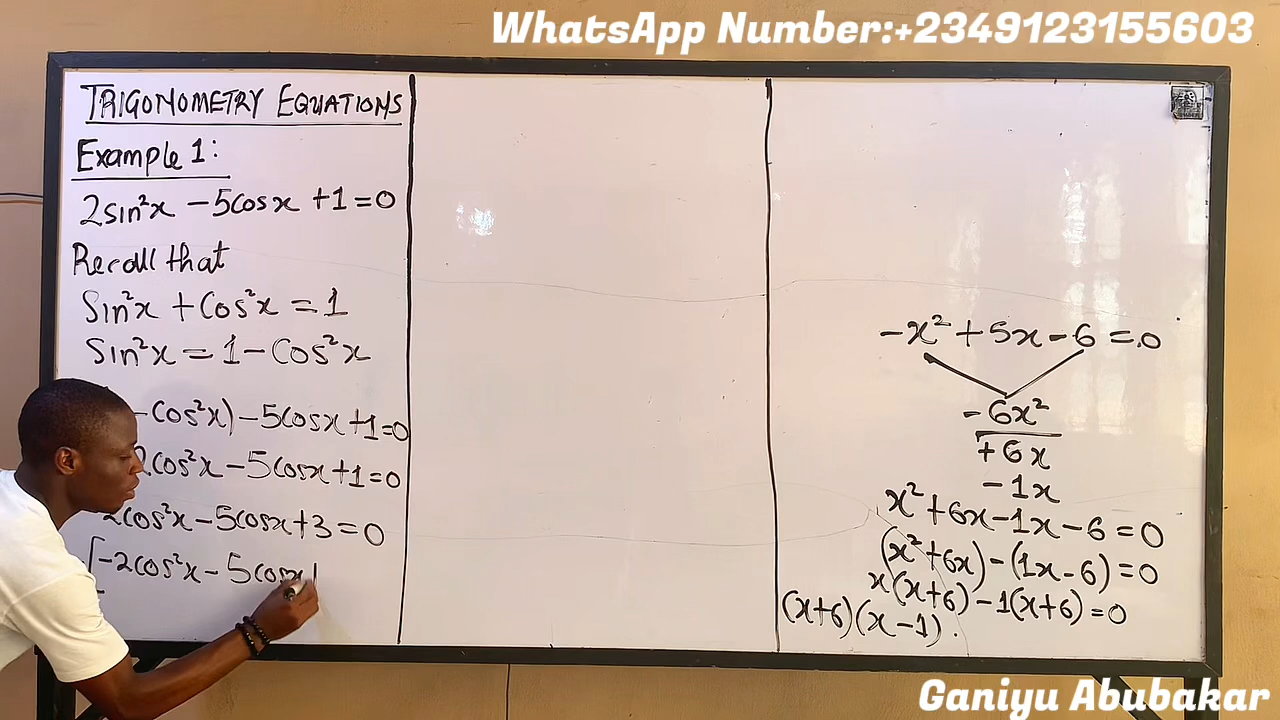 WhatsApp Number:+2349123155603
TRIGONOMETRY EQUATIONS
Example 1:
2sin²x - 5cosx + 1 = 0
Recall that
Sin²x + Cos²x = 1
Sin²x = 1 - Cos²x
- Cos²x) - 5cosx + 1 = 0
2cos²x - 5cosx + 1 = 0
2cos²x - 5cosx + 3 = 0
[-2cos²x - 5cosx
-x² + 5x - 6 = 0
-6x²
+6x
-1x
x² + 6x - 1x - 6 = 0
(x² + 6x) - (1x - 6) = 0
x(x + 6) - 1(x + 6) = 0
(x + 6)(x - 1).
Ganiyu Abubakar